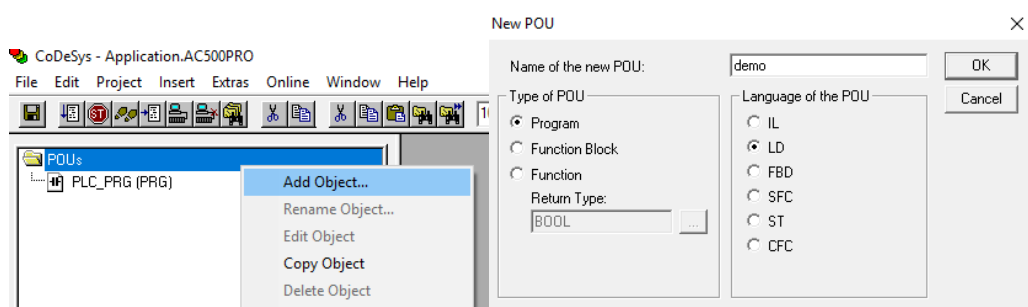 CoDeSys - Application.AC500PRO
File Edit Project Insert Extras Online Window Help
POUs
PLC_PRG (PRG)
Add Object...
Rename Object...
Edit Object
Copy Object
Delete Object
New POU
Name of the new POU:
demo
OK
Cancel
Type of POU
Program
Function Block
Function
Return Type:
BOOL
...
Language of the POU
IL
LD
FBD
SFC
ST
CFC